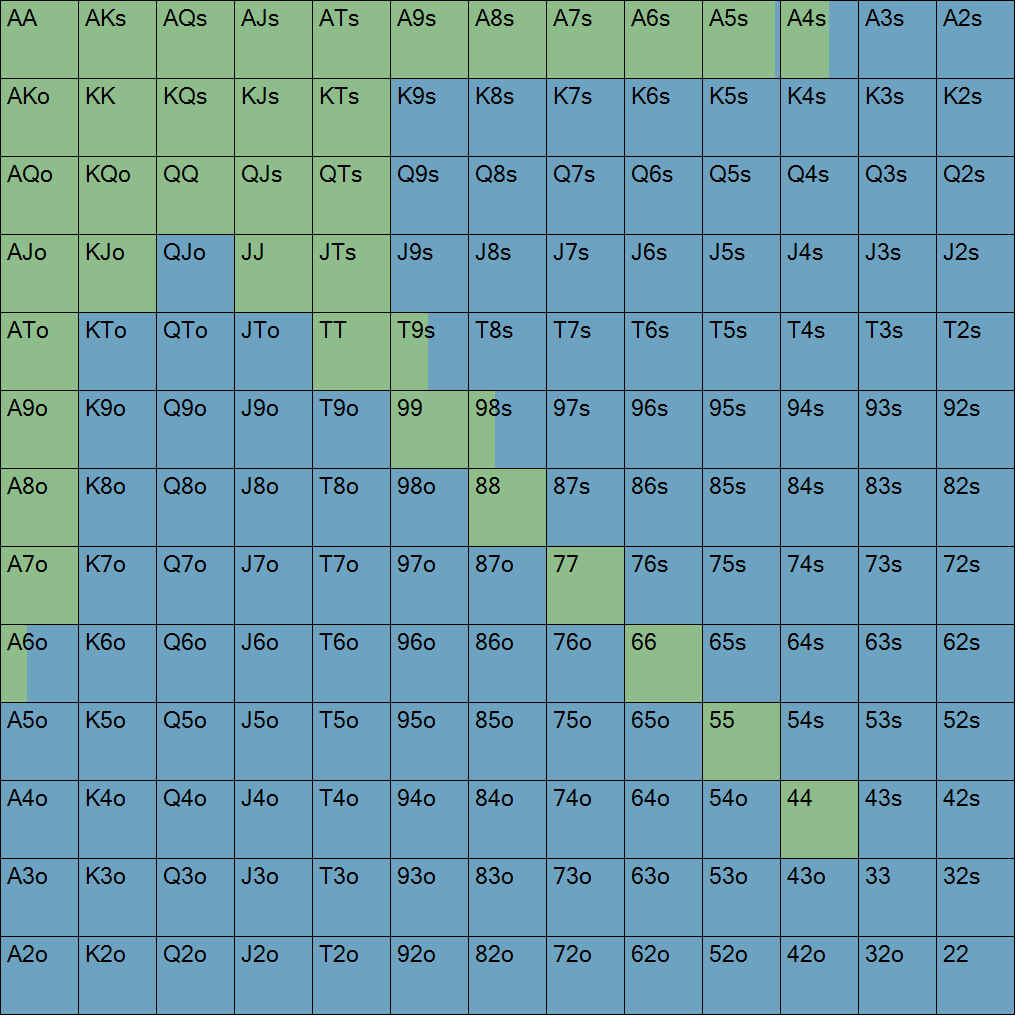 AA AKs AQs AJs ATs A9s A8s A7s A6s A5s A4s A3s A2s
AKo KK KQs KJs KTs K9s K8s K7s K6s K5s K4s K3s K2s
AQo KQo QQ QJs QTs Q9s Q8s Q7s Q6s Q5s Q4s Q3s Q2s
AJo KJo QJo JJ JTs J9s J8s J7s J6s J5s J4s J3s J2s
ATo KTo QTo JTo TT T9s T8s T7s T6s T5s T4s T3s T2s
A9o K9o Q9o J9o T9o 99 98s 97s 96s 95s 94s 93s 92s
A8o K8o Q8o J8o T8o 98o 88 87s 86s 85s 84s 83s 82s
A7o K7o Q7o J7o T7o 97o 87o 77 76s 75s 74s 73s 72s
A6o K6o Q6o J6o T6o 96o 86o 76o 66 65s 64s 63s 62s
A5o K5o Q5o J5o T5o 95o 85o 75o 65o 55 54s 53s 52s
A4o K4o Q4o J4o T4o 94o 84o 74o 64o 54o 44 43s 42s
A3o K3o Q3o J3o T3o 93o 83o 73o 63o 53o 43o 33 32s
A2o K2o Q2o J2o T2o 92o 82o 72o 62o 52o 42o 32o 22